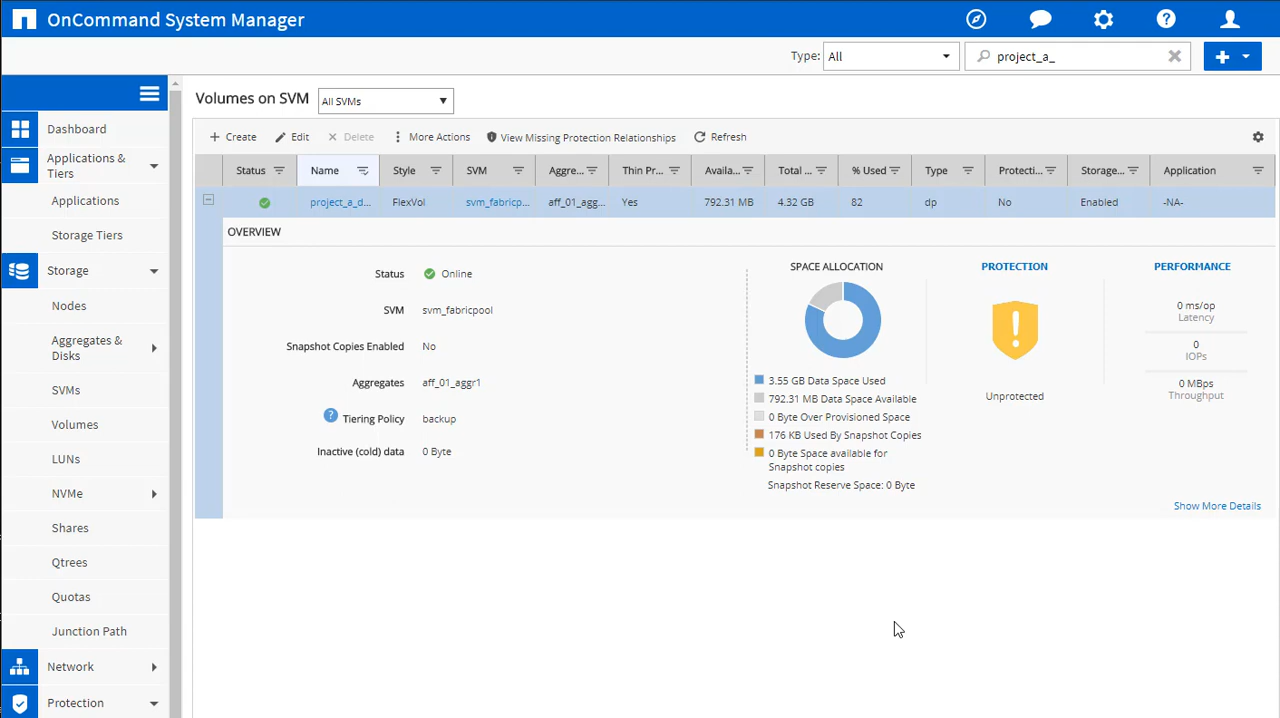 OnCommand System Manager
Type: All project_a_
Volumes on SVM All SVMs
Create Edit Delete More Actions View Missing Protection Relationships Refresh
Status Name Style SVM Aggre... Thin Pr... Availa... Total ... % Used Type Protecti... Storage... Application
project_a_d... FlexVol svm_fabricp... aff_01_agg... Yes 792.31 MB 4.32 GB 82 dp No Enabled -NA-
Dashboard
Applications &
Tiers
Applications
Storage Tiers
Storage
Nodes
Aggregates &
Disks
SVMs
Volumes
LUNs
NVMe
Shares
Qtrees
Quotas
Junction Path
Network
Protection
OVERVIEW
Status Online
SVM svm_fabricpool
Snapshot Copies Enabled No
Aggregates aff_01_aggr1
Tiering Policy backup
Inactive (cold) data 0 Byte
SPACE ALLOCATION
3.55 GB Data Space Used
792.31 MB Data Space Available
0 Byte Over Provisioned Space
176 KB Used By Snapshot Copies
0 Byte Space available for
Snapshot copies
Snapshot Reserve Space: 0 Byte
PROTECTION
Unprotected
PERFORMANCE
0 ms/op
Latency
0
IOPs
0 MBps
Throughput
Show More Details